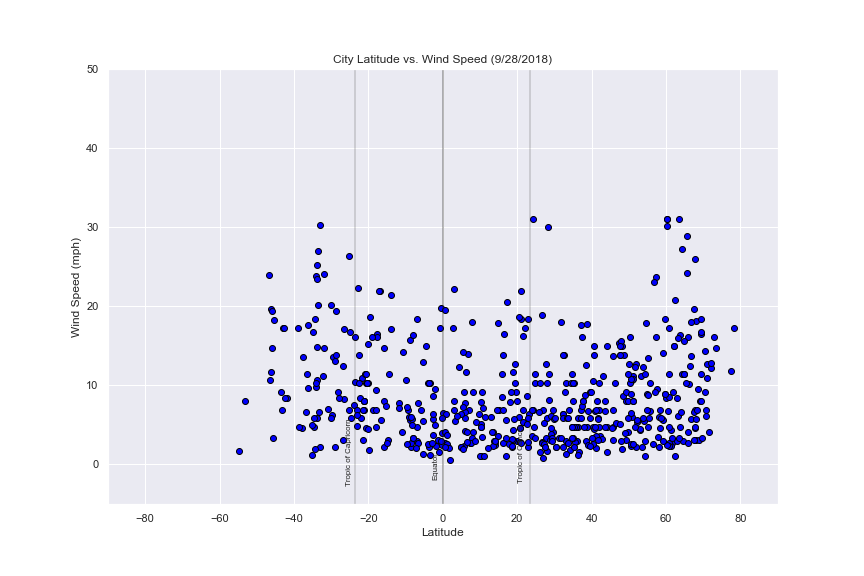 City Latitude vs. Wind Speed (9/28/2018)
50
40
30
20
10
0
Wind Speed (mph)
Tropic of Capricorn
Equator
Tropic of
−80
−60
−40
−20
0
20
40
60
80
Latitude